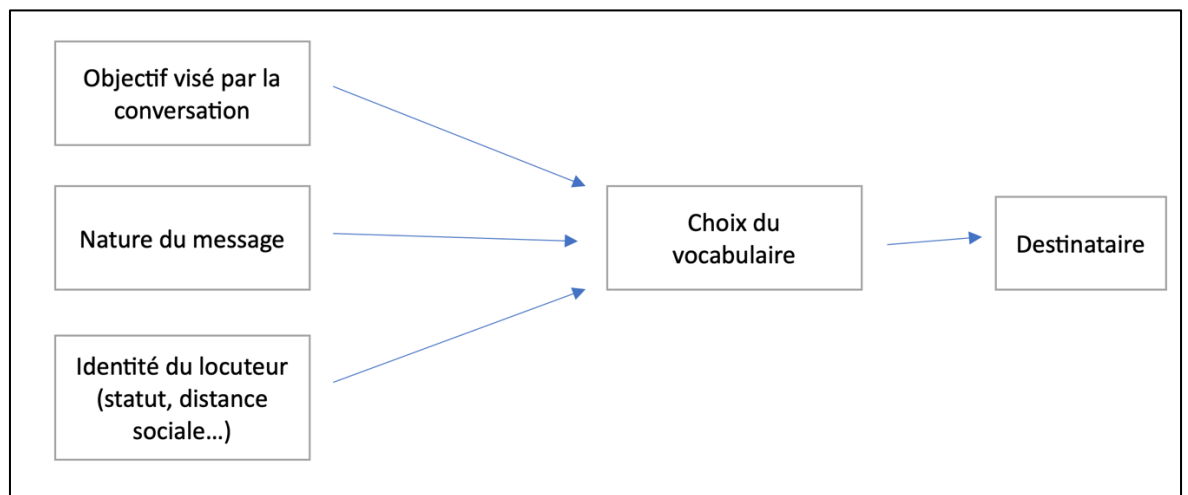 Objectif visé par la
conversation
Nature du message
Identité du locuteur
(statut, distance
sociale…)
Choix du
vocabulaire
Destinataire